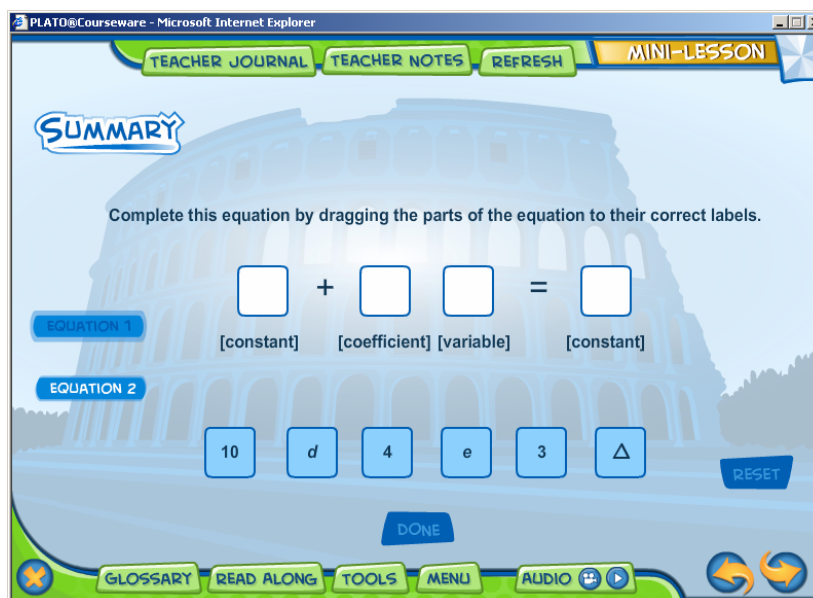 PLATO®Courseware - Microsoft Internet Explorer
TEACHER JOURNAL TEACHER NOTES REFRESH MINI-LESSON
SUMMARY
Complete this equation by dragging the parts of the equation to their correct labels.
+ =
EQUATION 1
[constant] [coefficient] [variable] [constant]
EQUATION 2
10 d 4 e 3 △
RESET
DONE
GLOSSARY READ ALONG TOOLS MENU AUDIO